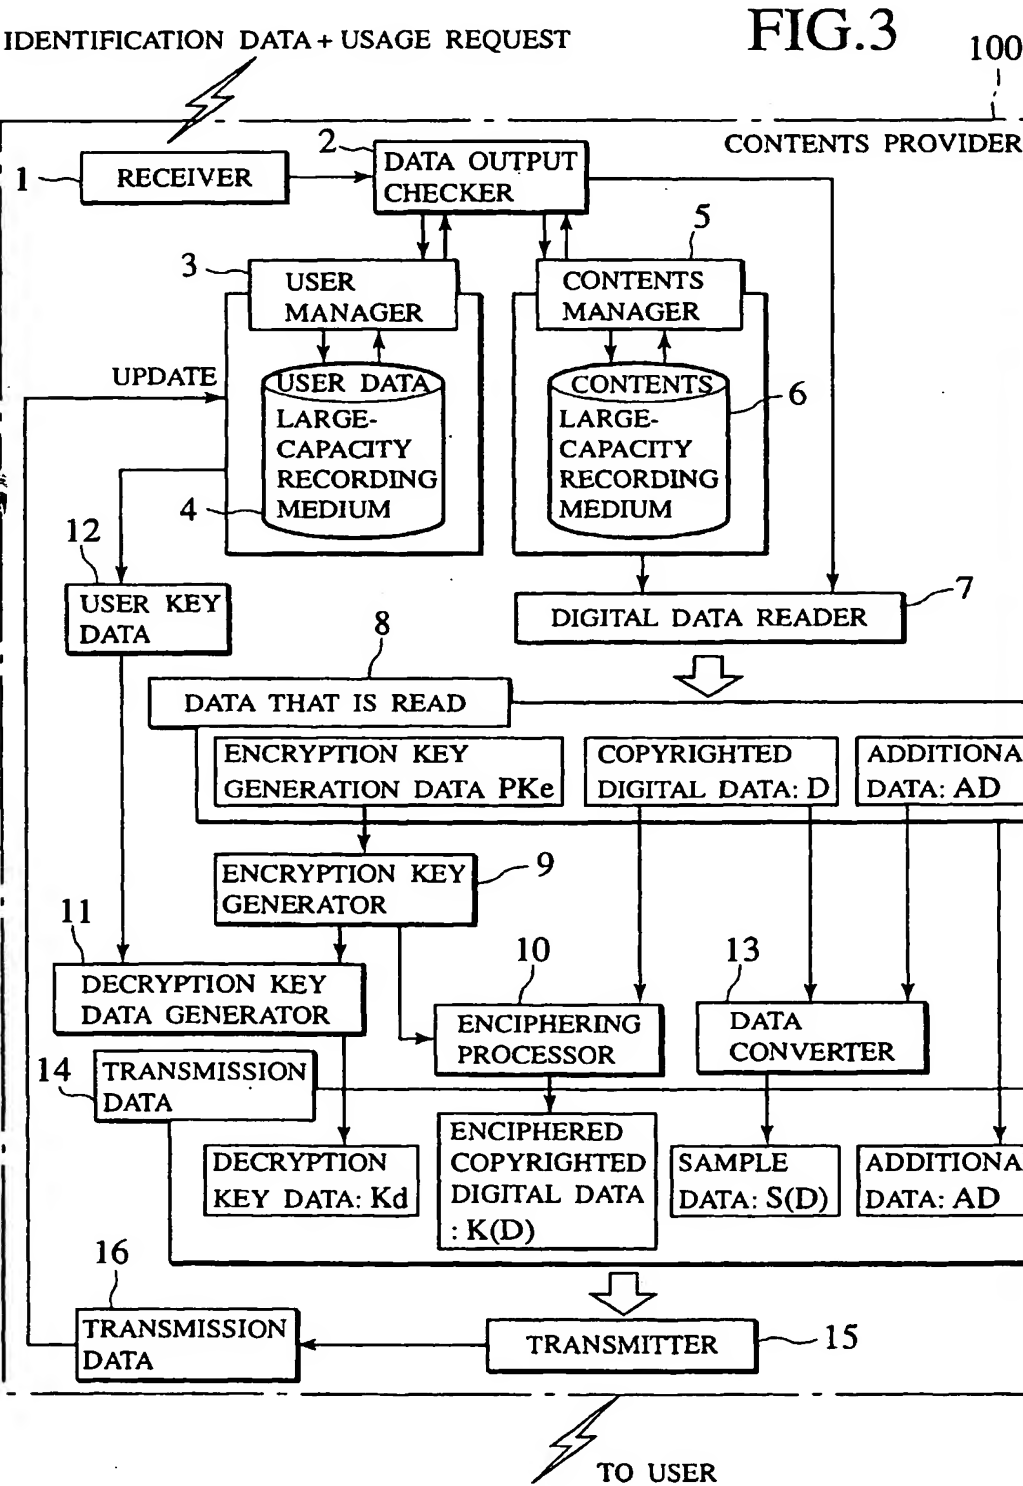 IDENTIFICATION DATA + USAGE REQUEST
FIG.3
100
CONTENTS PROVIDER
1
RECEIVER
2
DATA OUTPUT
CHECKER
3
USER
MANAGER
5
CONTENTS
MANAGER
UPDATE
USER DATA
LARGE-
CAPACITY
RECORDING
MEDIUM
4
CONTENTS
LARGE-
CAPACITY
RECORDING
MEDIUM
6
12
USER KEY
DATA
DIGITAL DATA READER
7
8
DATA THAT IS READ
ENCRYPTION KEY
GENERATION DATA PKe
COPYRIGHTED
DIGITAL DATA: D
ADDITIONA
DATA: AD
ENCRYPTION KEY
GENERATOR
9
11
DECRYPTION KEY
DATA GENERATOR
10
ENCIPHERING
PROCESSOR
13
DATA
CONVERTER
14
TRANSMISSION
DATA
DECRYPTION
KEY DATA: Kd
ENCIPHERED
COPYRIGHTED
DIGITAL DATA
: K(D)
SAMPLE
DATA: S(D)
ADDITIONA
DATA: AD
16
TRANSMISSION
DATA
TRANSMITTER
15
TO USER